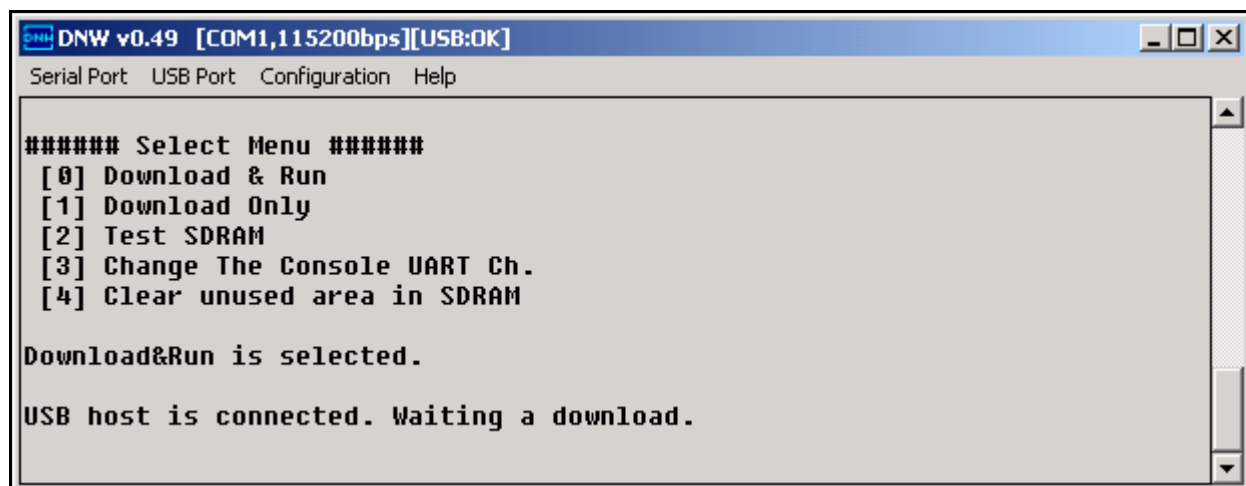 DNW v0.49 [COM1,115200bps][USB:OK]
Serial Port USB Port Configuration Help
###### Select Menu ######
[0] Download & Run
[1] Download Only
[2] Test SDRAM
[3] Change The Console UART Ch.
[4] Clear unused area in SDRAM
Download&Run is selected.
USB host is connected. Waiting a download.